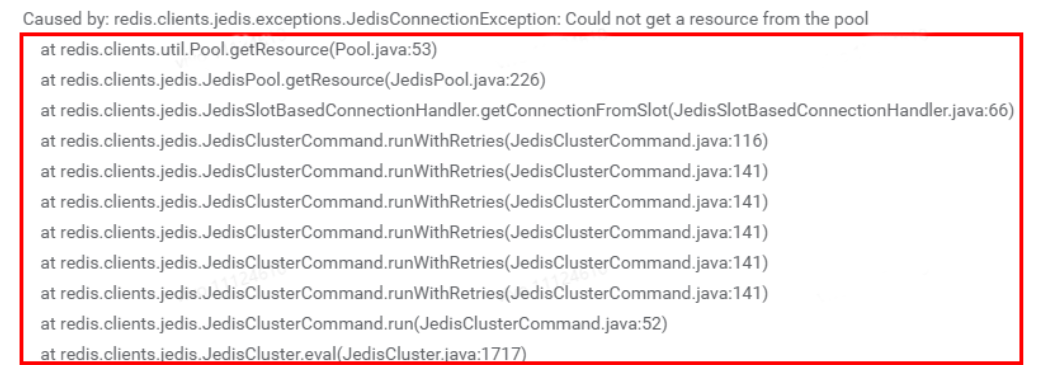 Caused by: redis.clients.jedis.exceptions.JedisConnectionException: Could not get a resource from the pool
at redis.clients.util.Pool.getResource(Pool.java:53)
at redis.clients.jedis.JedisPool.getResource(JedisPool.java:226)
at redis.clients.jedis.JedisSlotBasedConnectionHandler.getConnectionFromSlot(JedisSlotBasedConnectionHandler.java:66)
at redis.clients.jedis.JedisClusterCommand.runWithRetries(JedisClusterCommand.java:116)
at redis.clients.jedis.JedisClusterCommand.runWithRetries(JedisClusterCommand.java:141)
at redis.clients.jedis.JedisClusterCommand.runWithRetries(JedisClusterCommand.java:141)
at redis.clients.jedis.JedisClusterCommand.runWithRetries(JedisClusterCommand.java:141)
at redis.clients.jedis.JedisClusterCommand.runWithRetries(JedisClusterCommand.java:141)
at redis.clients.jedis.JedisClusterCommand.runWithRetries(JedisClusterCommand.java:141)
at redis.clients.jedis.JedisClusterCommand.run(JedisClusterCommand.java:52)
at redis.clients.jedis.JedisCluster.eval(JedisCluster.java:1717)